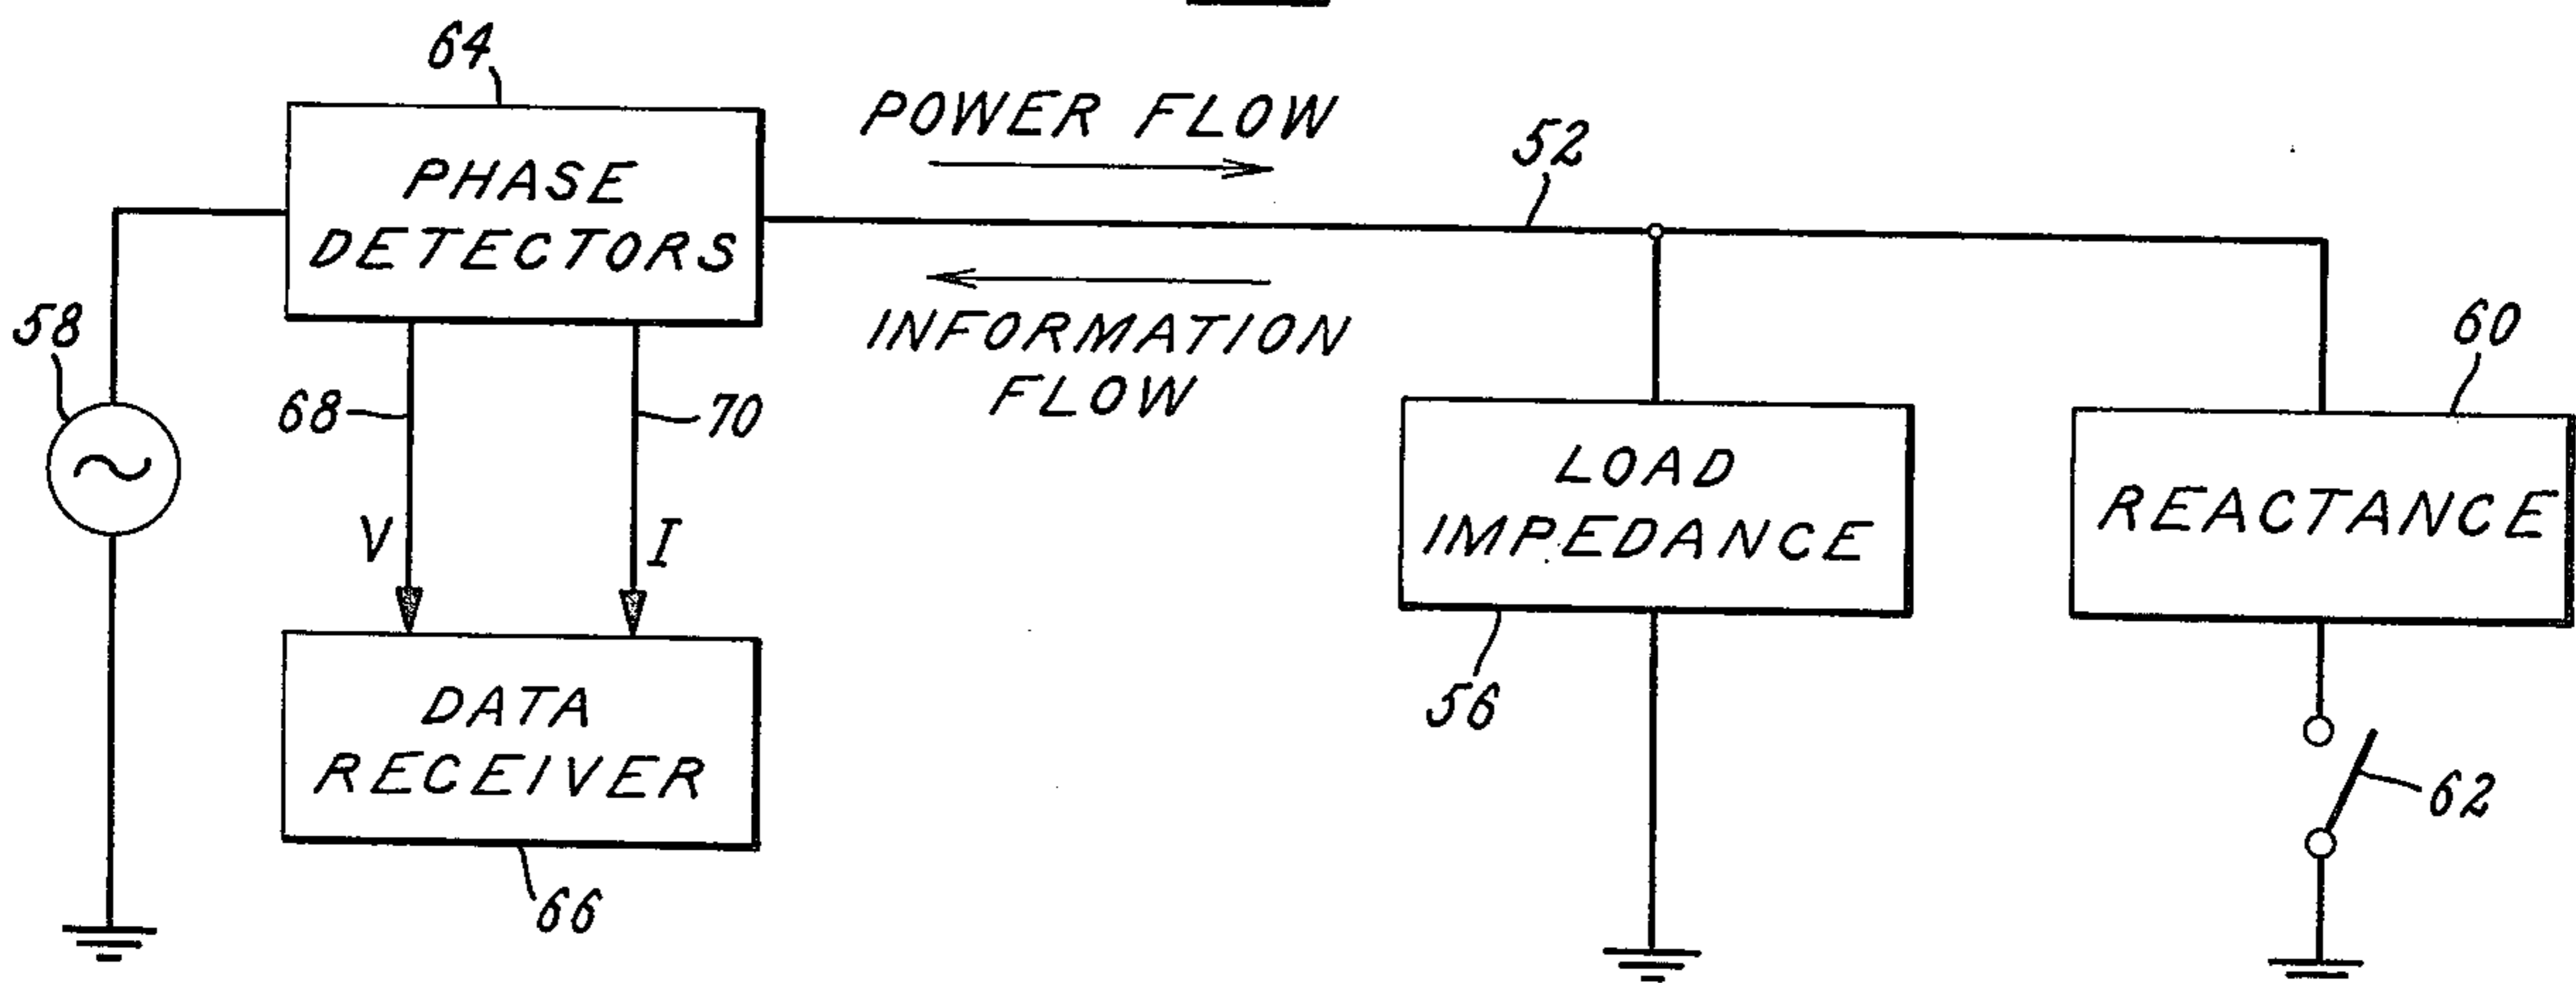 64
POWER FLOW
52
PHASE
DETECTORS
58
INFORMATION
FLOW
60
68
70
LOAD
IMPEDANCE
REACTANCE
V
I
56
DATA
RECEIVER
62
66